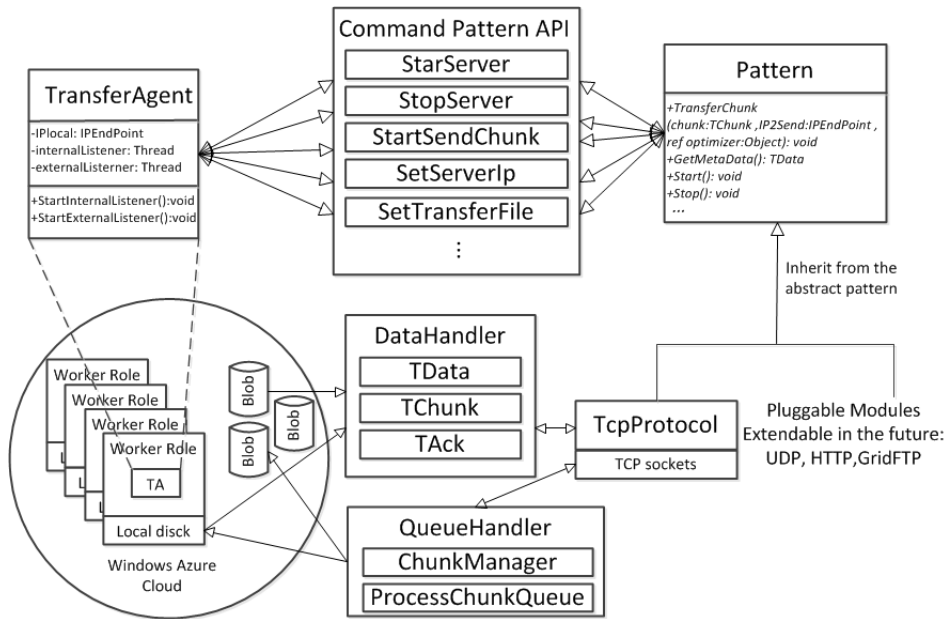 Command Pattern API
StarServer
StopServer
StartSendChunk
SetServerIp
SetTransferFile
⋮
TransferAgent
-IPlocal: IPEndPoint
-internalListener: Thread
-externalListerner: Thread
+StartInternalListener():void
+StartExternalListener():void
Pattern
+TransferChunk
(chunk:TChunk ,IP2Send:IPEndPoint ,
ref optimizer:Object): void
+GetMetaData(): TData
+Start(): void
+Stop(): void
...
Inherit from the
abstract pattern
Worker Role
L
Worker Role
L
Worker Role
L
Worker Role
TA
Local disck
Windows Azure
Cloud
Blob
Blob
Blob
DataHandler
TData
TChunk
TAck
TcpProtocol
TCP sockets
Pluggable Modules
Extendable in the future:
UDP, HTTP,GridFTP
QueueHandler
ChunkManager
ProcessChunkQueue